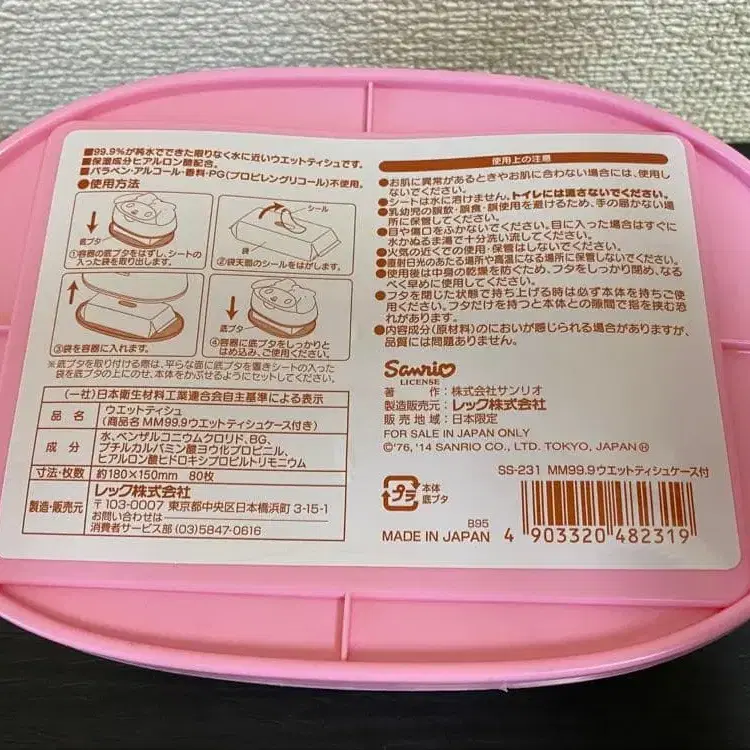 ■99.9%が純水でできた限りなく水に近いウエットティシュです。
■保湿成分ヒアルロン酸配合。
■パラベン・アルコール・香料・PG(プロピレングリコール)不使用。
●使用方法
底ブタ
①容器の底ブタをはずし、シートの
入った袋を取り出します。
シール
袋
②袋天面のシールをはがします。
③袋を容器に入れます。
底ブタ
④容器に底ブタをしっかりと
はめ込み、ご使用ください。
※底ブタを取り付ける際は、平らな面に底ブタを置きシートの入っ
た袋を底ブタの上にのせ、本体をかぶせるようにセットしてください。
(一社)日本衛生材料工業連合会自主基準による表示
品名 ウエットティシュ
(商品名 MM99.9ウエットティシュケース付き)
成分 水、ベンザルコニウムクロリド、BG、
ブチルカルバミン酸ヨウ化プロピニル、
ヒアルロン酸ヒドロキシプロピルトリモニウム
寸法・枚数 約180×150mm 80枚
製造・販売元 レック株式会社
〒103-0007 東京都中央区日本橋浜町 3-15-1
お問い合わせは
消費者サービス部 (03)5847-0616
使用上の注意
●お肌に異常があるときやお肌に合わない場合には、使用し
ないでください。
●シートは水に溶けません。トイレには流さないでください。
●乳幼児の誤飲・誤食・誤使用を避けるため、手の届かない場
所に保管してください。
●目や傷口をふかないでください。目に入った場合はすぐに
水かぬるま湯で十分洗い流してください。
●火気の近くでの使用・保管はしないでください。
●直射日光のあたる場所や高温になる場所に保管しないでください。
●使用後は中身の乾燥を防ぐため、フタをしっかり閉め、なる
べく早めに使用してください。
●フタを閉じた状態で持ち上げる時は必ず本体を持ちご使
用ください。フタだけを持つと本体との隙間で指を挟む恐
れがあります。
●内容成分(原材料)のにおいが感じられる場合がありますが、
品質には問題ありません。
Sanrio
LICENSE
著作:株式会社サンリオ
製造販売元:レック株式会社
販売地域:日本限定
FOR SALE IN JAPAN ONLY
©'76, '14 SANRIO CO., LTD. TOKYO, JAPAN Ⓗ
SS-231 MM99.9ウエットティシュケース付
プラ
本体
底ブタ
B95
MADE IN JAPAN
4 903320 482319